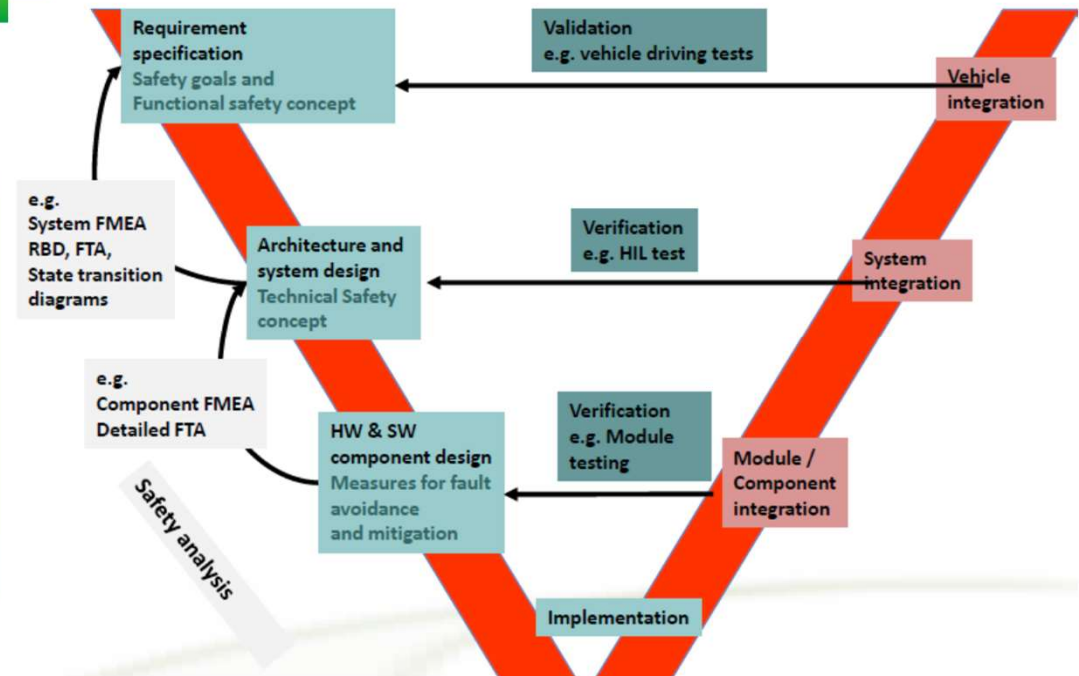 Requirement
specification
Safety goals and
Functional safety concept
Validation
e.g. vehicle driving tests
Vehicle
integration
e.g.
System FMEA
RBD, FTA,
State transition
diagrams
Architecture and
system design
Technical Safety
concept
Verification
e.g. HIL test
System
integration
e.g.
Component FMEA
Detailed FTA
HW & SW
component design
Measures for fault
avoidance
and mitigation
Verification
e.g. Module
testing
Module /
Component
integration
Safety analysis
Implementation